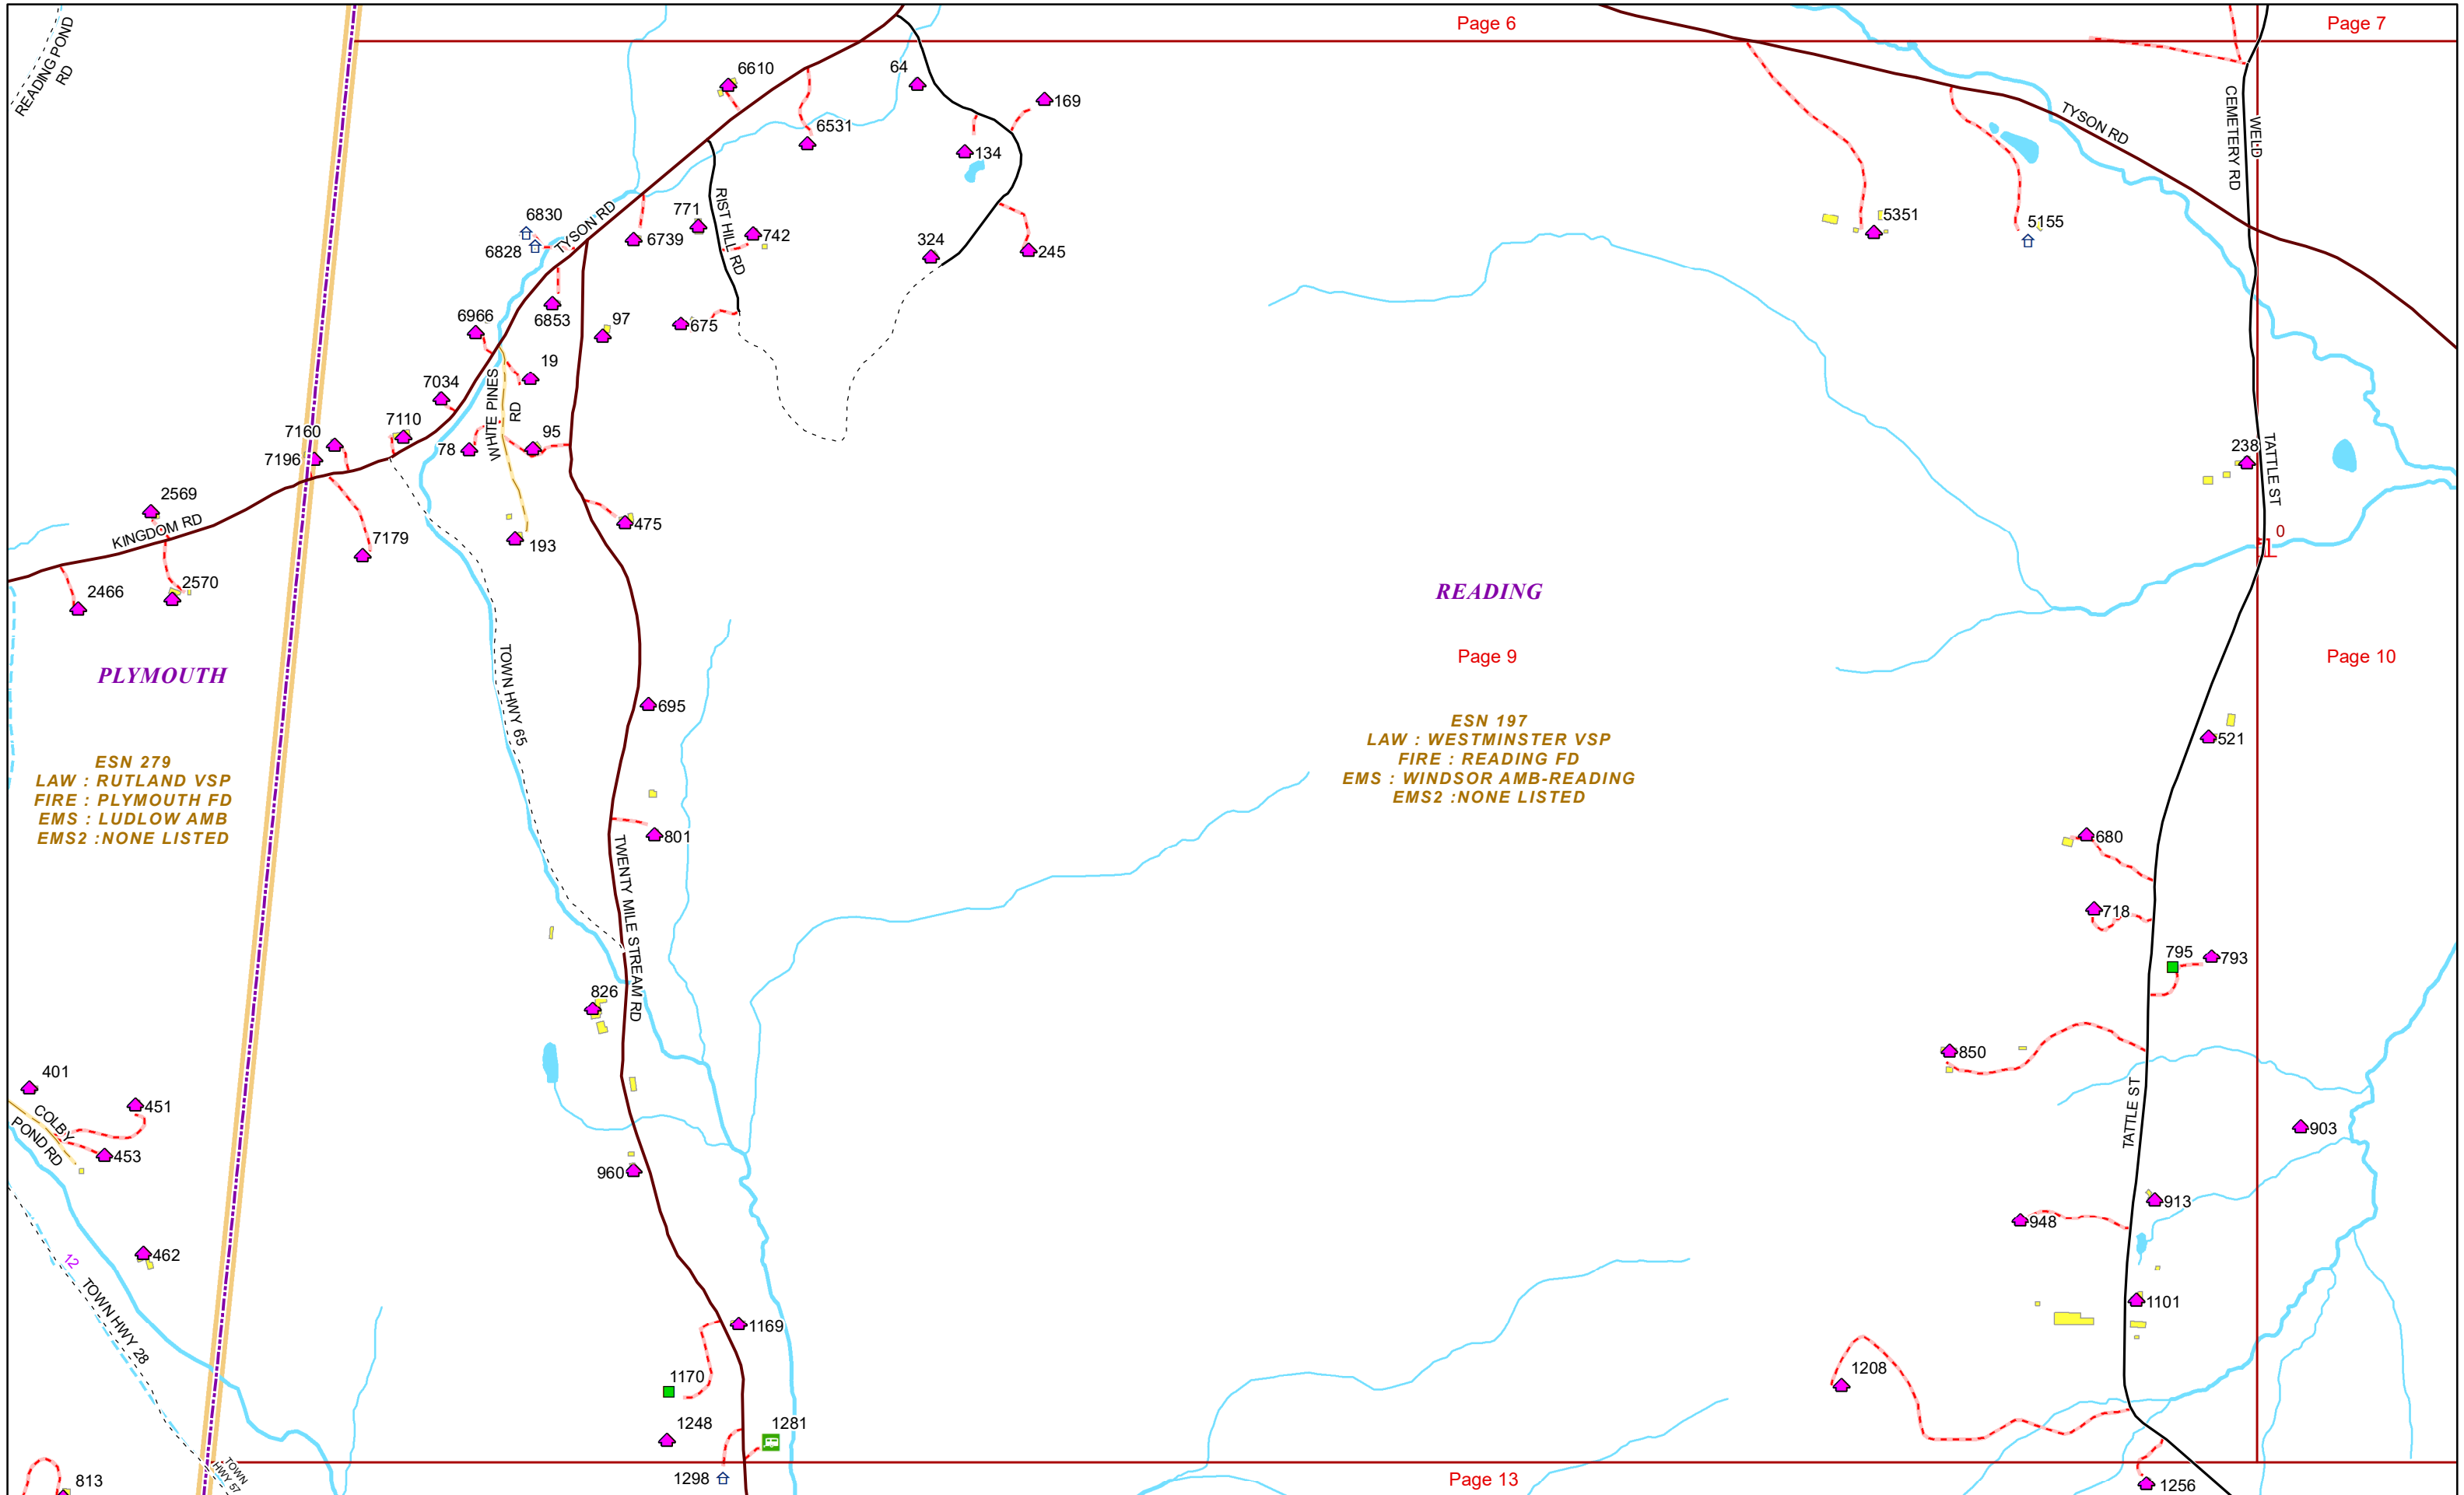 READING POND
RD
Page 6
Page 7
6610
64
169
6531
134
CEMETERY RD
WELD
TYSON RD
6830
6828
TYSON RD
6739
771
RIST HILL RD
742
324
245
5351
5155
6966
6853
97
675
19
7034
WHITE PINES
RD
7110
78
95
7160
7196
238
TATTLE ST
2569
KINGDOM RD
475
193
7179
2466
2570
0
1
READING
PLYMOUTH
Page 9
Page 10
TOWN HWY 65
695
521
ESN 197
LAW : WESTMINSTER VSP
FIRE : READING FD
EMS : WINDSOR AMB-READING
EMS2 :NONE LISTED
ESN 279
LAW : RUTLAND VSP
FIRE : PLYMOUTH FD
EMS : LUDLOW AMB
EMS2 :NONE LISTED
801
680
TWENTY MILE STREAM RD
718
795
793
826
850
401
451
COLBY
POND RD
453
TATTLE ST
903
960
913
948
462
12
TOWN HWY 28
1101
1169
1170
1208
1248
1281
TOWN
HWY 57
813
1298
Page 13
1256